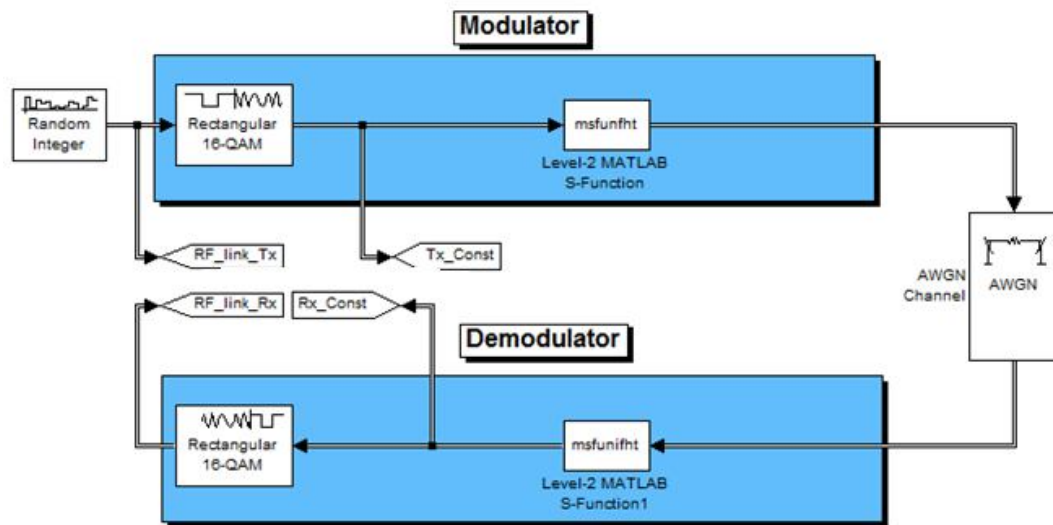 Modulator
Random
Integer
Rectangular
16-QAM
msfunfht
Level-2 MATLAB
S-Function
RF_link_Tx
Tx_Const
AWGN
Channel
AWGN
RF_link_Rx
Rx_Const
Demodulator
Rectangular
16-QAM
msfunifht
Level-2 MATLAB
S-Function1